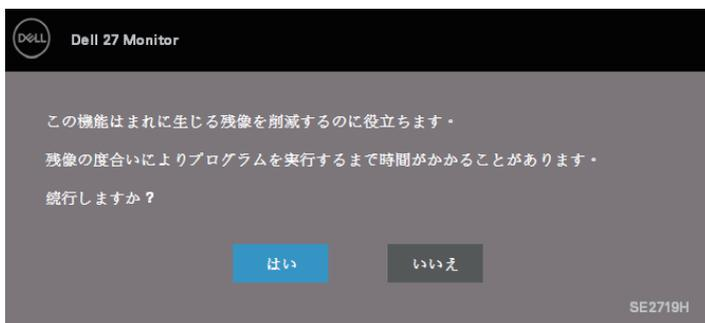 DELL
Dell 27 Monitor
この機能はまれに生じる残像を削減するのに役立ちます。
残像の度合いによりプログラムを実行するまで時間がかかることがあります。
続行しますか?
はい
いいえ
SE2719H